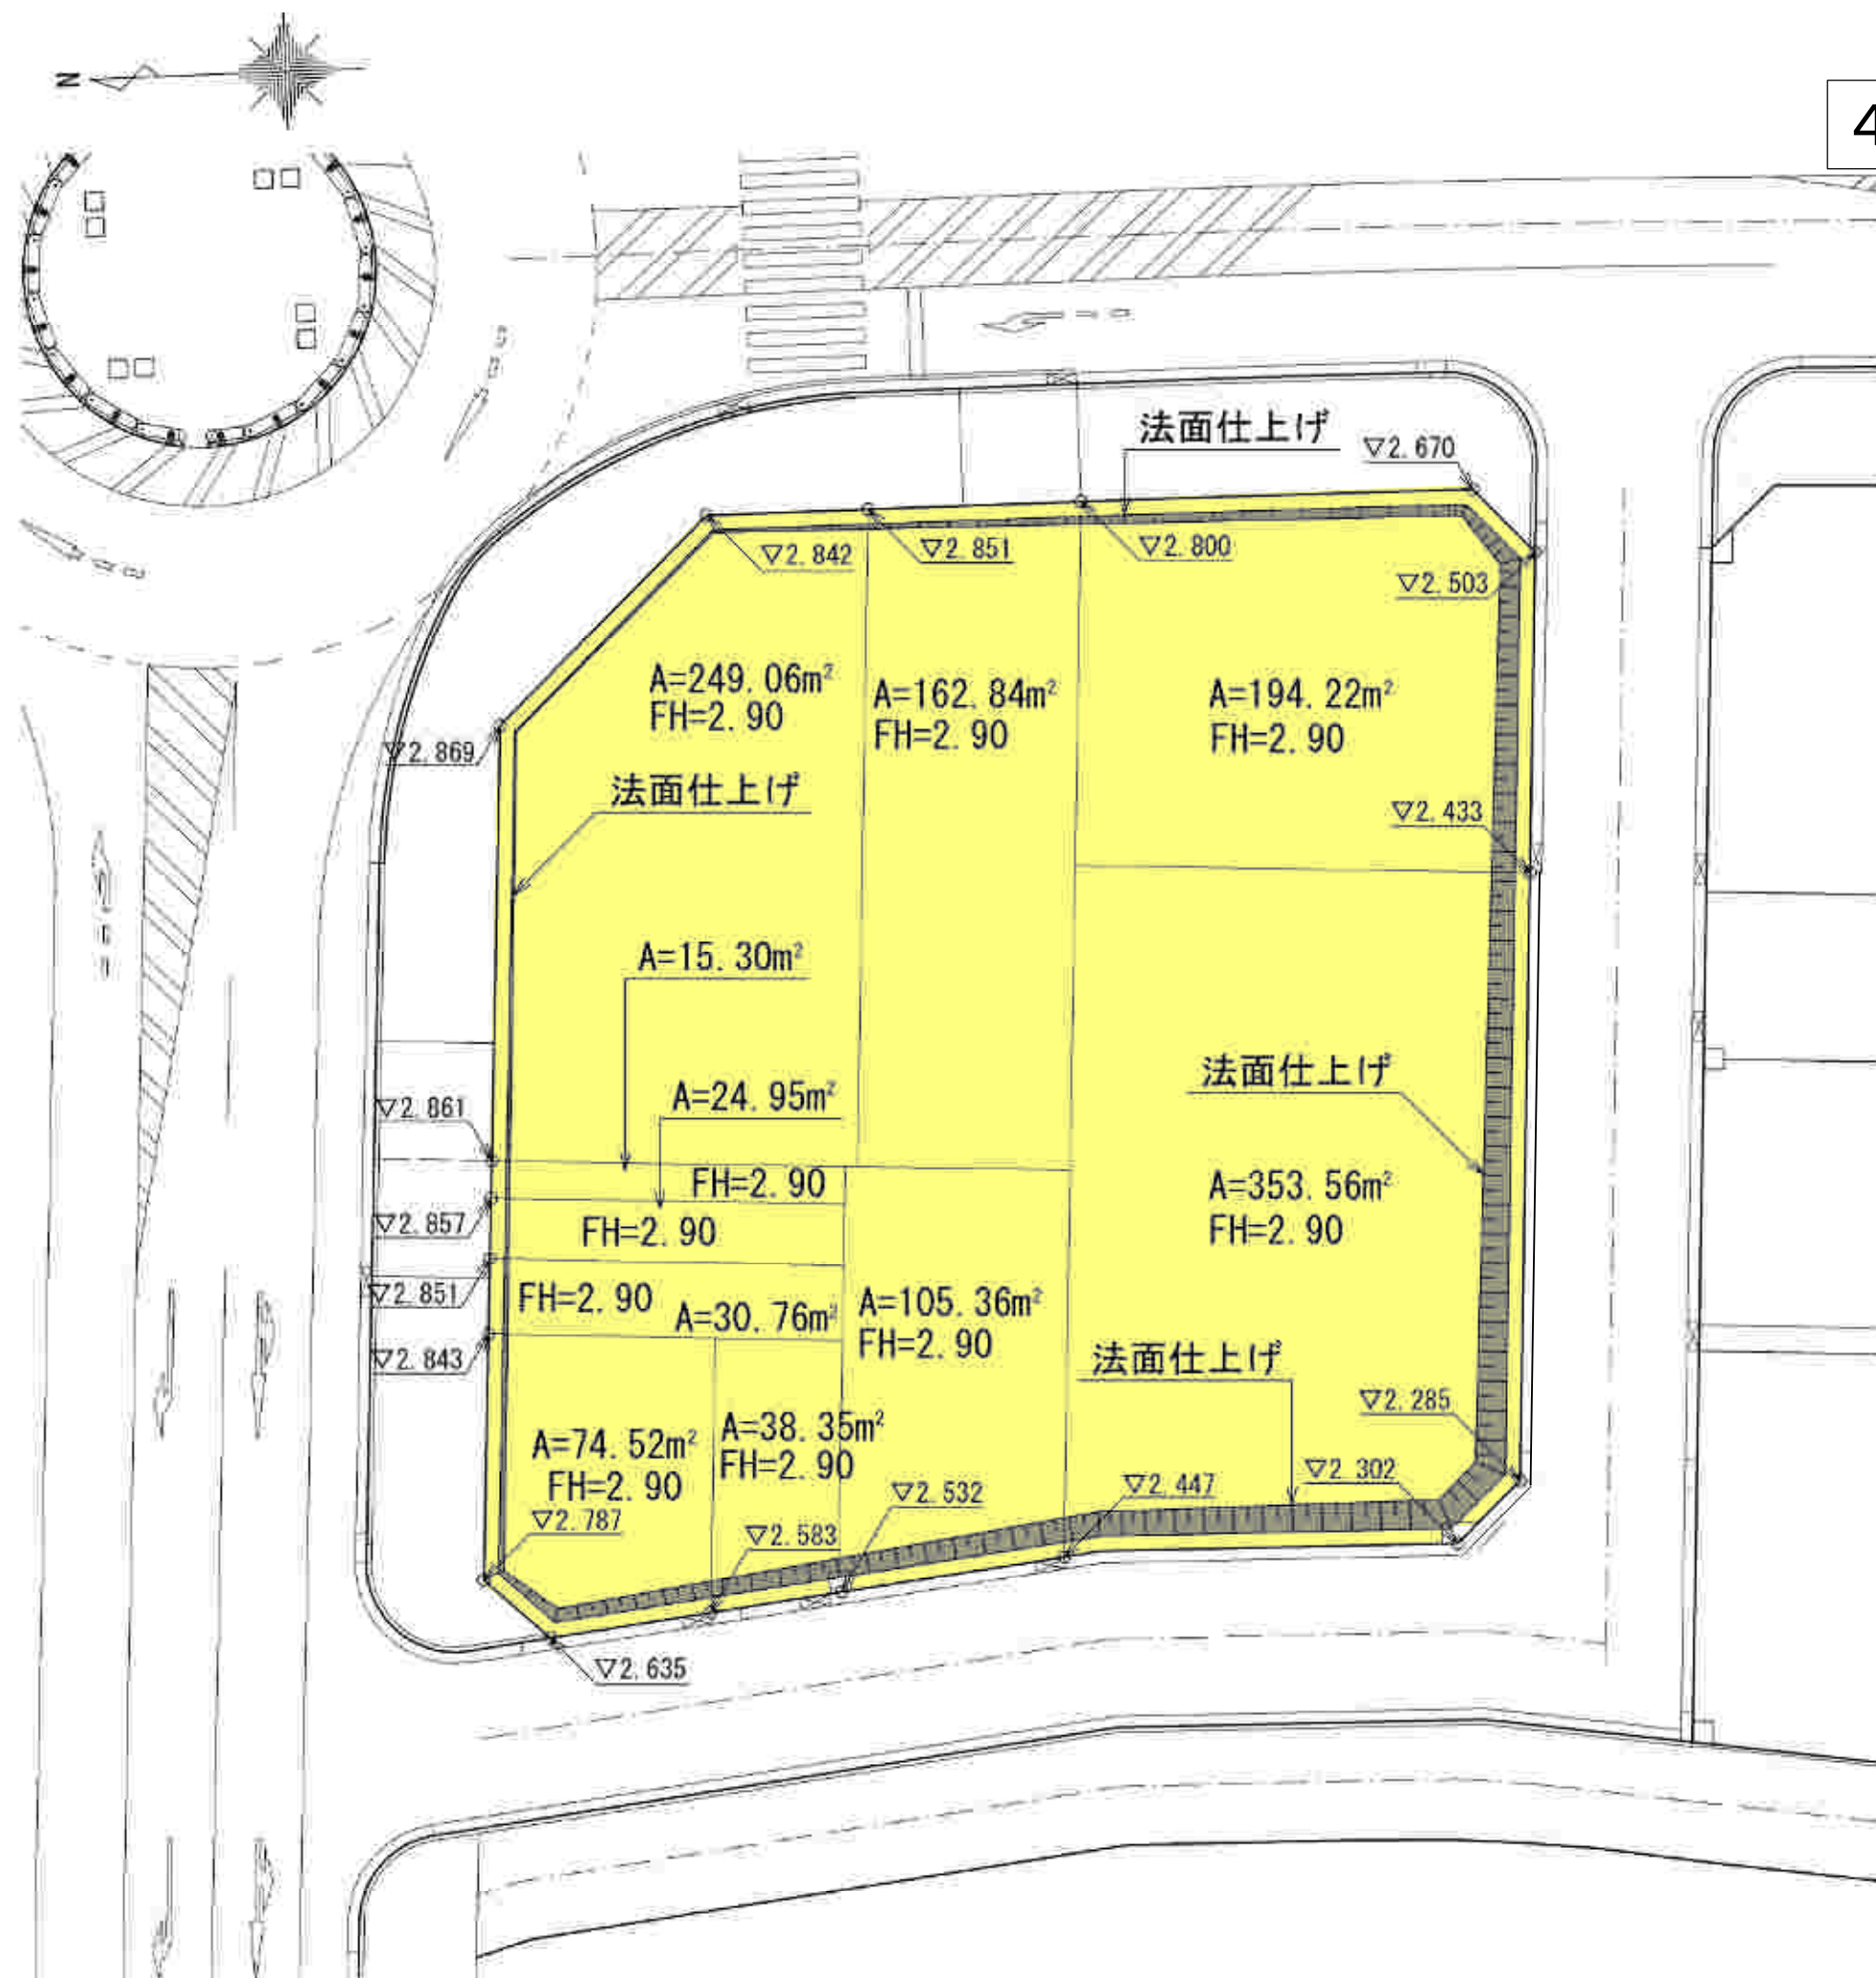 N
4
法面仕上げ
▽2.670
▽2.842
▽2.851
▽2.800
▽2.503
A=249.06m²
FH=2.90
A=162.84m²
FH=2.90
A=194.22m²
FH=2.90
▽2.869
法面仕上げ
▽2.433
A=15.30m²
法面仕上げ
A=24.95m²
▽2.861
FH=2.90
A=353.56m²
FH=2.90
▽2.857
FH=2.90
▽2.851
FH=2.90
A=30.76m²
A=105.36m²
FH=2.90
▽2.843
法面仕上げ
▽2.285
A=74.52m²
FH=2.90
A=38.35m²
FH=2.90
▽2.302
▽2.447
▽2.532
▽2.787
▽2.583
▽2.635